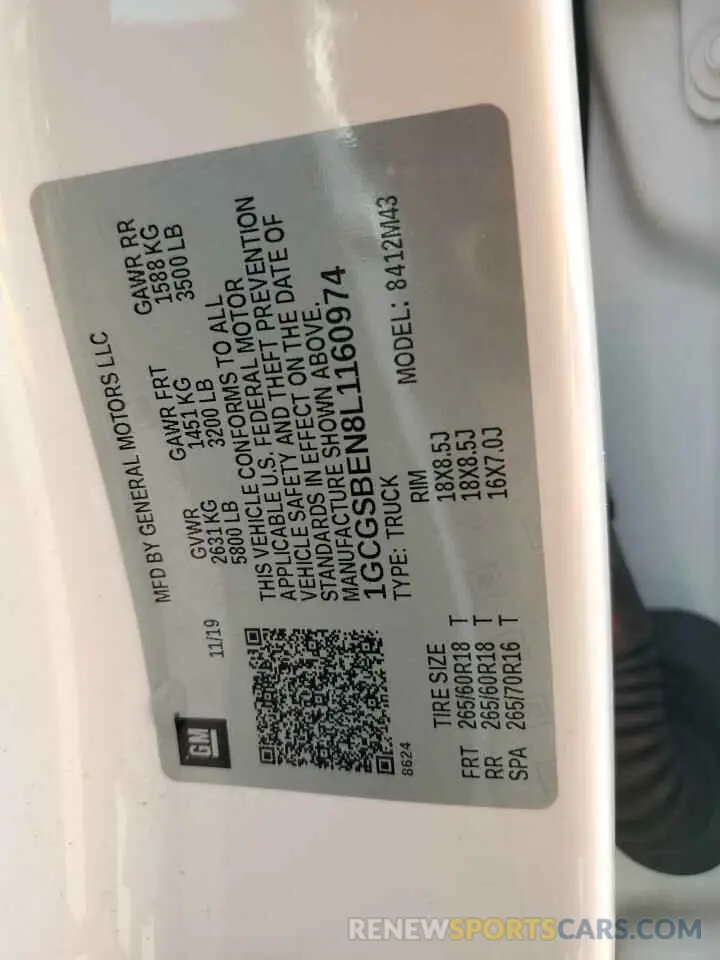 MFD BY GENERAL MOTORS LLC
GM
11/19
GVWR GAWR FRT GAWR RR
2631 KG 1451 KG 1588 KG
5800 LB 3200 LB 3500 LB
THIS VEHICLE CONFORMS TO ALL
APPLICABLE U.S. FEDERAL MOTOR
VEHICLE SAFETY AND THEFT PREVENTION
STANDARDS IN EFFECT ON THE DATE OF
MANUFACTURE SHOWN ABOVE.
1GCGSBEN8L1160974
TYPE: TRUCK MODEL: 8412M43
8624
TIRE SIZE RIM
FRT 265/60R18 T 18X8.5J
RR 265/60R18 T 18X8.5J
SPA 265/70R16 T 16X7.0J
RENEWSPORTSCARS.COM